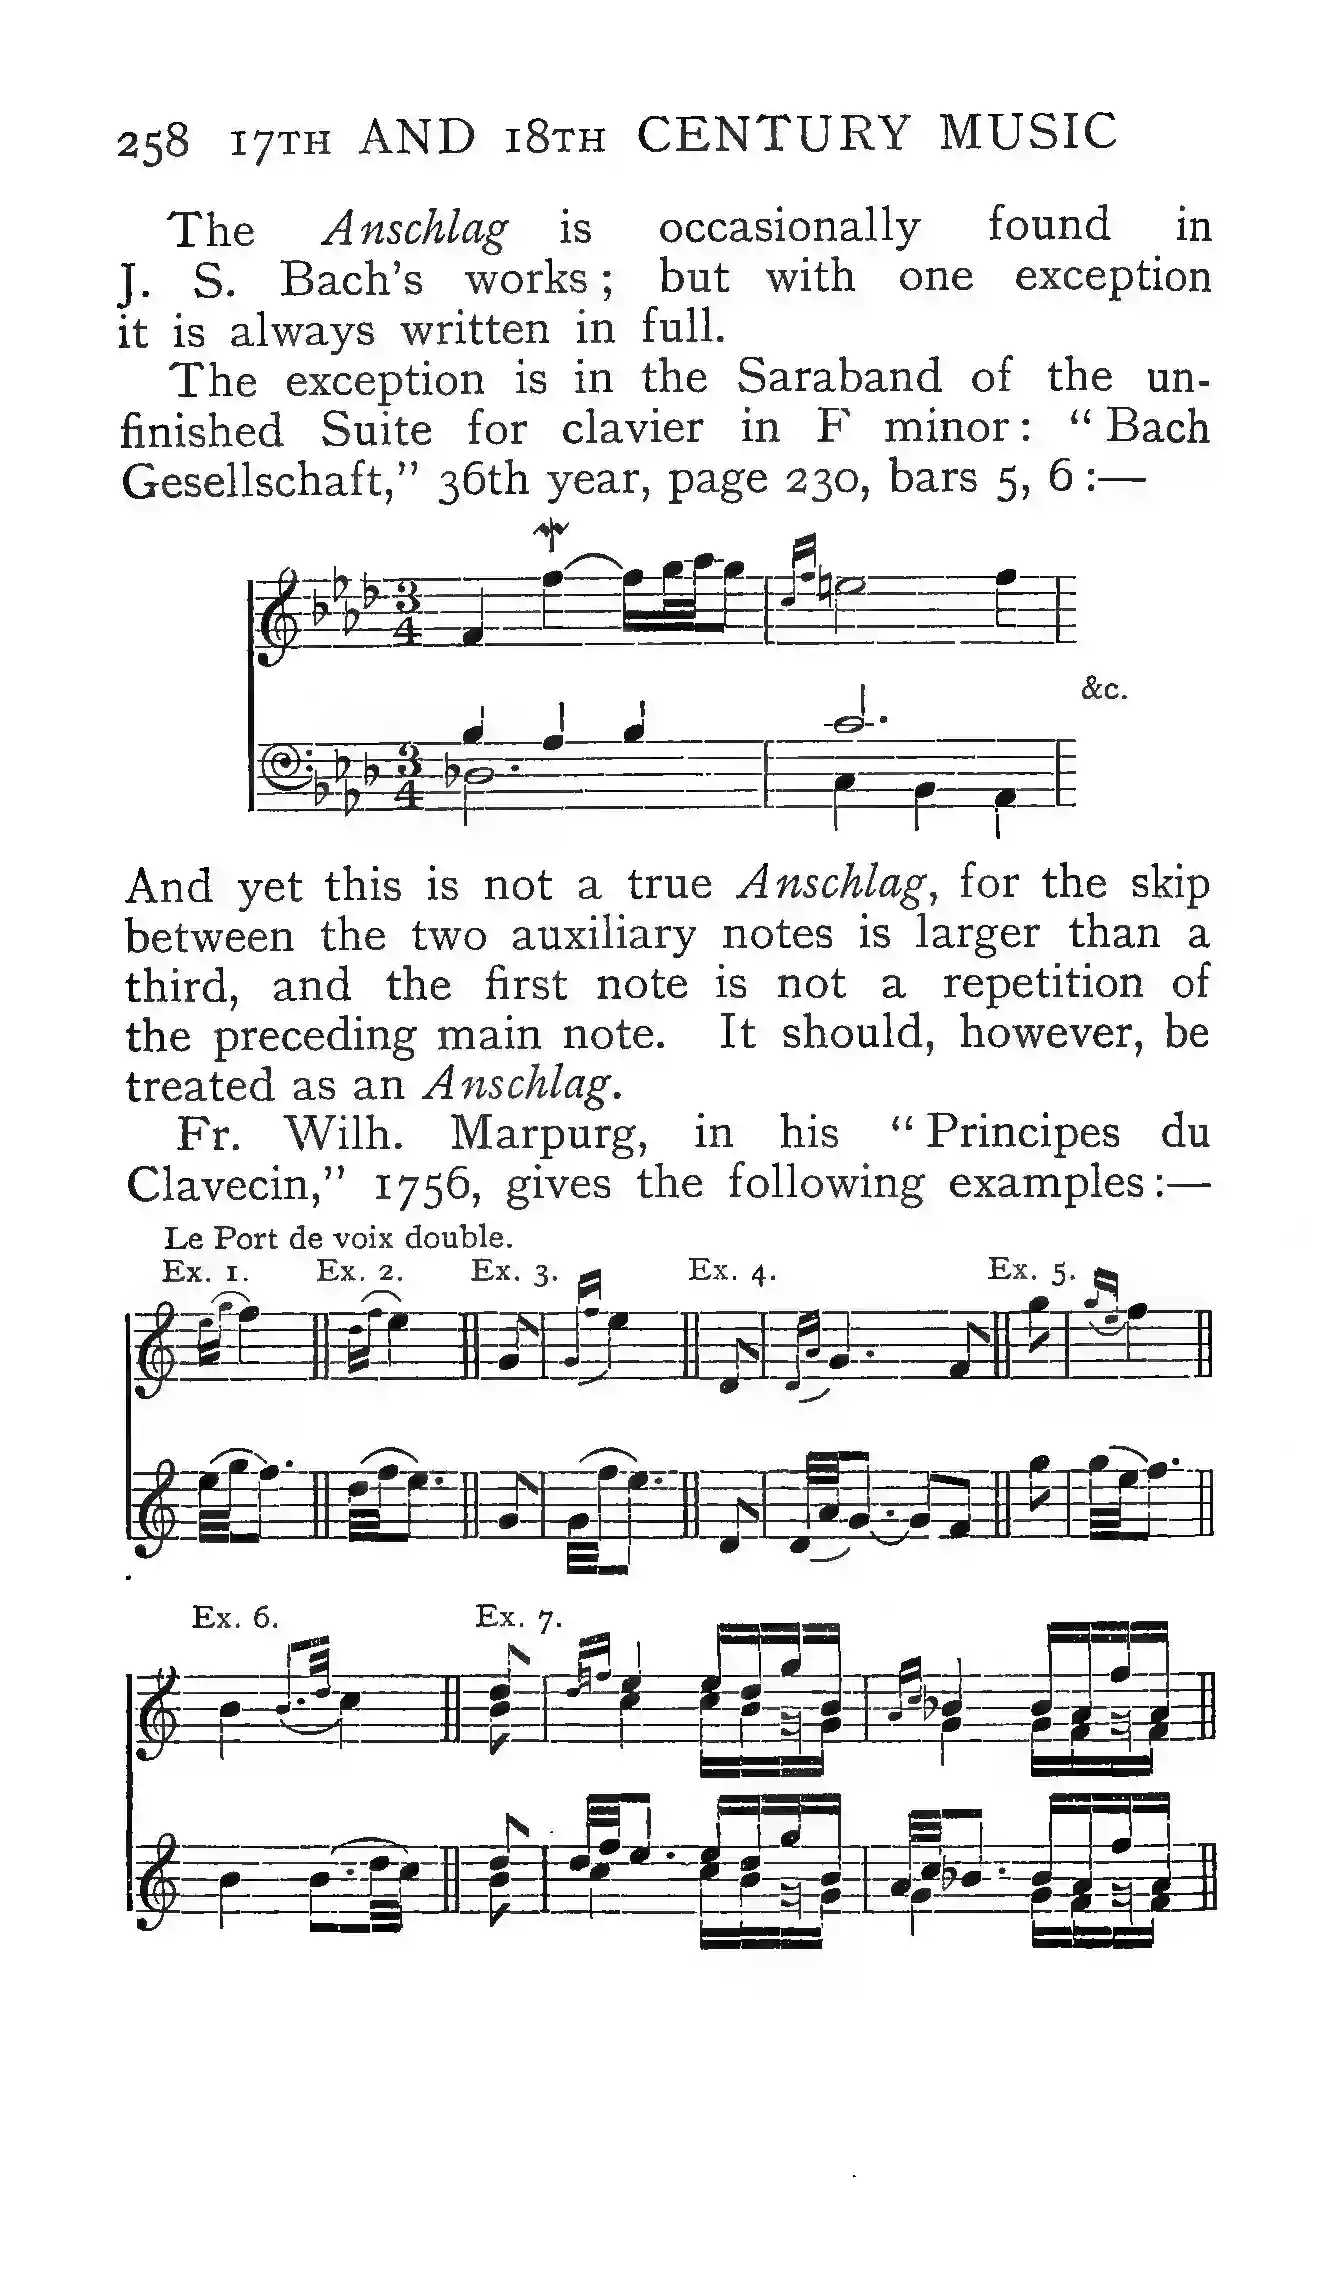 258 17TH AND 18TH CENTURY MUSIC
The Anschlag is occasionally found in
J. S. Bach's works; but with one exception
it is always written in full.
The exception is in the Saraband of the un-
finished Suite for clavier in F minor: “Bach
Gesellschaft,” 36th year, page 230, bars 5, 6:—
3
4
&c.
3
4
And yet this is not a true Anschlag, for the skip
between the two auxiliary notes is larger than a
third, and the first note is not a repetition of
the preceding main note. It should, however, be
treated as an Anschlag.
Fr. Wilh. Marpurg, in his “Principes du
Clavecin,” 1756, gives the following examples:—
Le Port de voix double.
Ex. 1. Ex. 2. Ex. 3. Ex. 4. Ex. 5.
Ex. 6. Ex. 7.